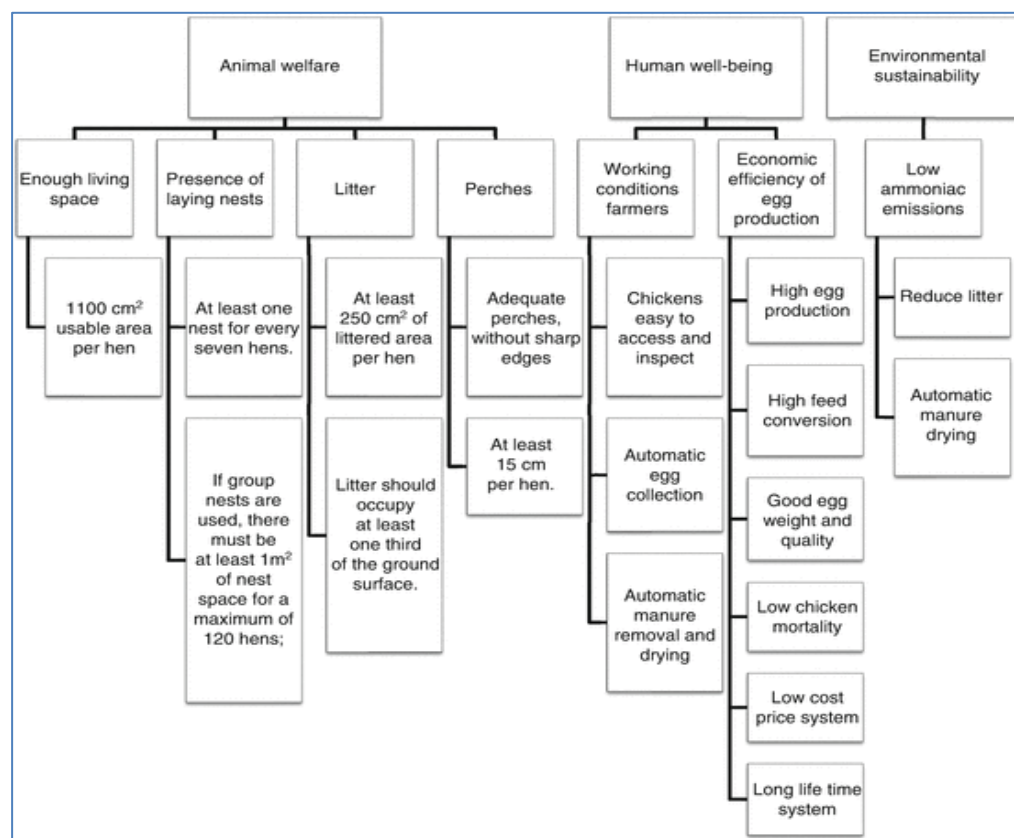 Animal welfare
Human well-being
Environmental
sustainability
Enough living
space
Presence of
laying nests
Litter
Perches
Working
conditions
farmers
Economic
efficiency of
egg
production
Low
ammoniac
emissions
1100 cm²
usable area
per hen
At least one
nest for every
seven hens.
If group
nests are
used, there
must be
at least 1m²
of nest
space for a
maximum of
120 hens;
At least
250 cm² of
littered area
per hen
Litter should
occupy
at least
one third
of the ground
surface.
Adequate
perches,
without sharp
edges
At least
15 cm
per hen.
Chickens
easy to
access and
inspect
Automatic
egg
collection
Automatic
manure
removal and
drying
High egg
production
High feed
conversion
Good egg
weight and
quality
Low chicken
mortality
Low cost
price system
Long life time
system
Reduce litter
Automatic
manure
drying